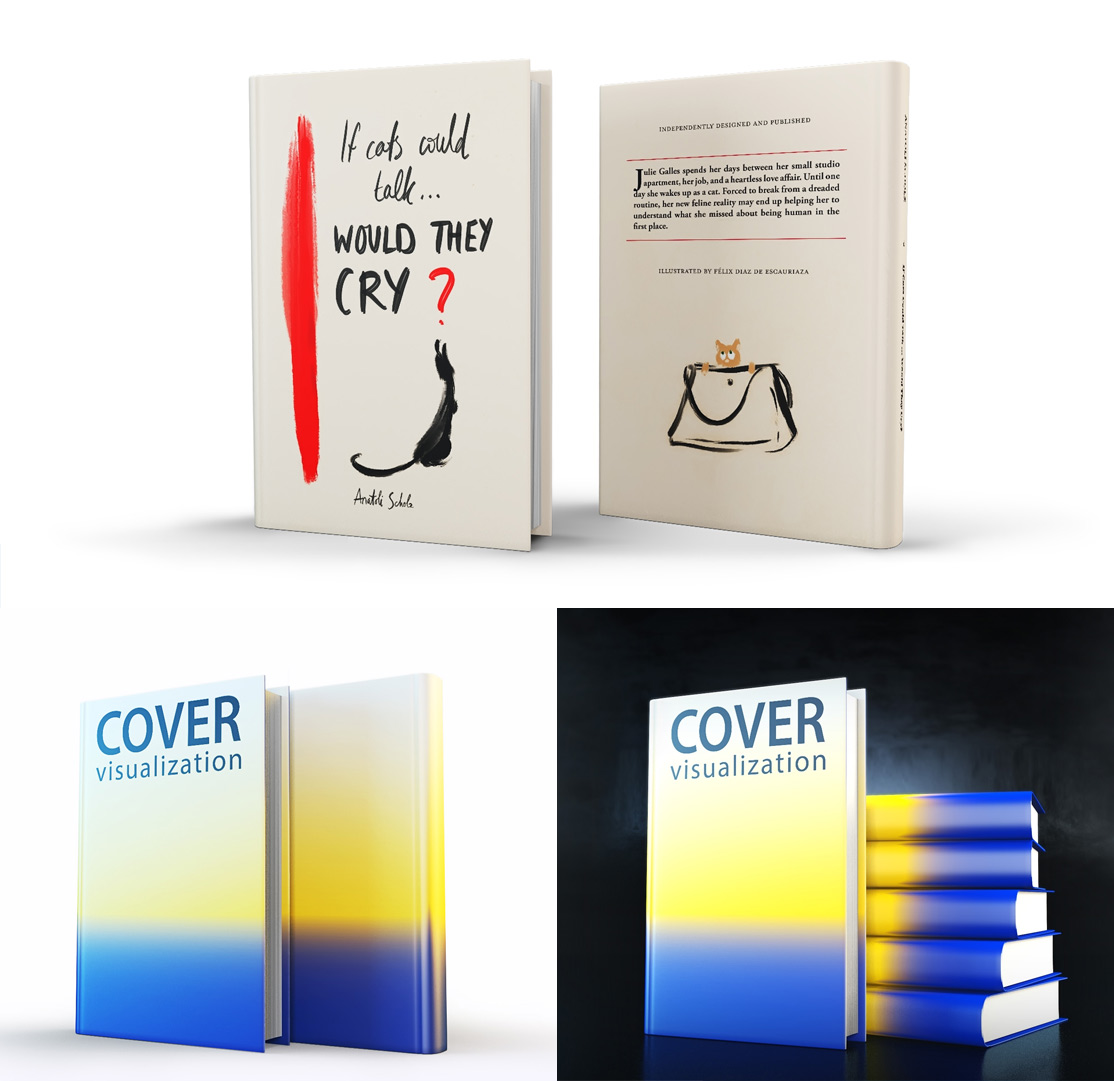 If cats could
talk...
WOULD THEY
CRY ?
Anatoli Scholz
INDEPENDENTLY DESIGNED AND PUBLISHED
Julie Galles spends her days between her small studio
apartment, her job, and a heartless love affair. Until one
day she wakes up as a cat. Forced to break from a dreaded
routine, her new feline reality may end up helping her to
understand what she missed about being human in the
first place.
ILLUSTRATED BY FÉLIX DIAZ DE ESCAURIAZA
COVER
visualization
COVER
visualization